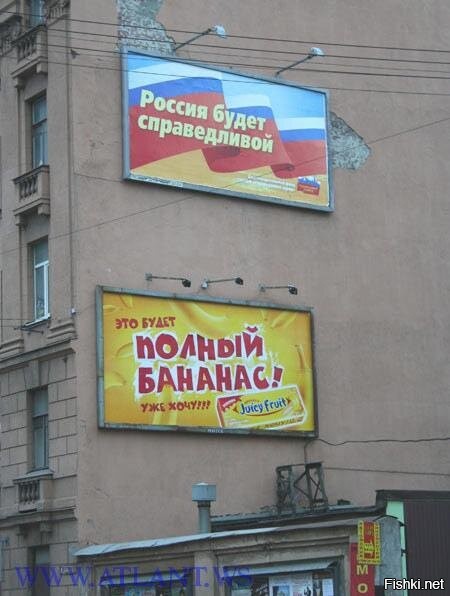 Россия будет
справедливой
ЭТО БУДЕТ
ПОЛНЫЙ
БАНАНАС!
УЖЕ ХОЧУ???
Juicy Fruit
WWW.ATLANT.WS
Fishki.net